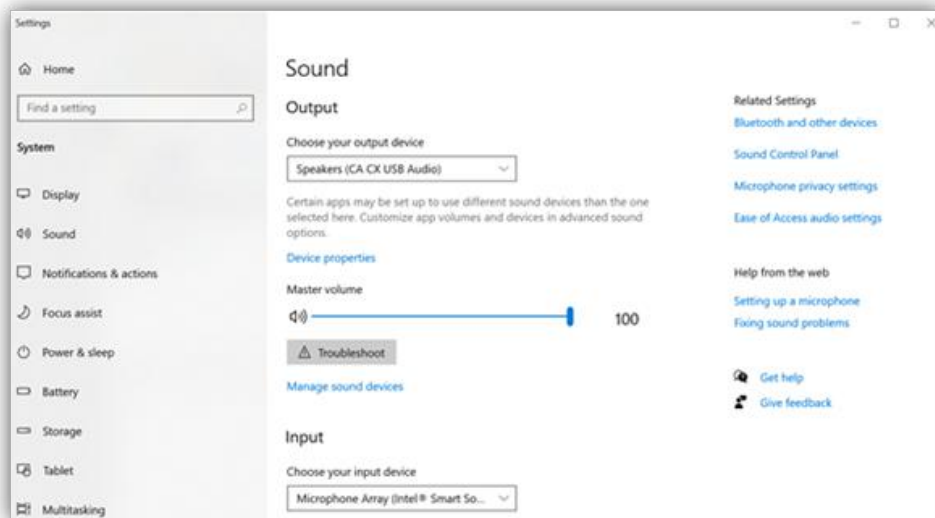 Settings
Home
Find a setting
System
Display
Sound
Notifications & actions
Focus assist
Power & sleep
Battery
Storage
Tablet
Multitasking
Sound
Output
Choose your output device
Speakers (CA CX USB Audio)
Certain apps may be set up to use different sound devices than the one
selected here. Customize app volumes and devices in advanced sound
options.
Device properties
Master volume
100
Troubleshoot
Manage sound devices
Input
Choose your input device
Microphone Array (Intel® Smart So...
Related Settings
Bluetooth and other devices
Sound Control Panel
Microphone privacy settings
Ease of Access audio settings
Help from the web
Setting up a microphone
Fixing sound problems
Get help
Give feedback